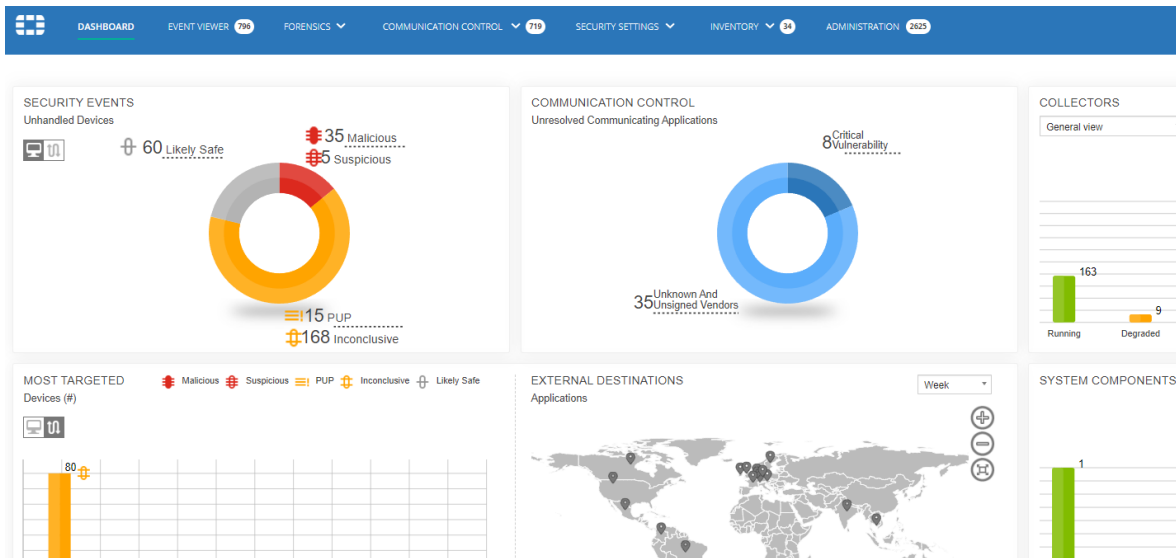 DASHBOARD EVENT VIEWER 796 FORENSICS COMMUNICATION CONTROL 719 SECURITY SETTINGS INVENTORY 34 ADMINISTRATION 2625
SECURITY EVENTS
Unhandled Devices
60 Likely Safe
35 Malicious
5 Suspicious
15 PUP
168 Inconclusive
COMMUNICATION CONTROL
Unresolved Communicating Applications
8 Critical
Vulnerability
35 Unknown And
Unsigned Vendors
COLLECTORS
General view
163
9
Running Degraded
MOST TARGETED
Devices (#)
Malicious Suspicious PUP Inconclusive Likely Safe
80
EXTERNAL DESTINATIONS
Applications
Week
SYSTEM COMPONENTS
1